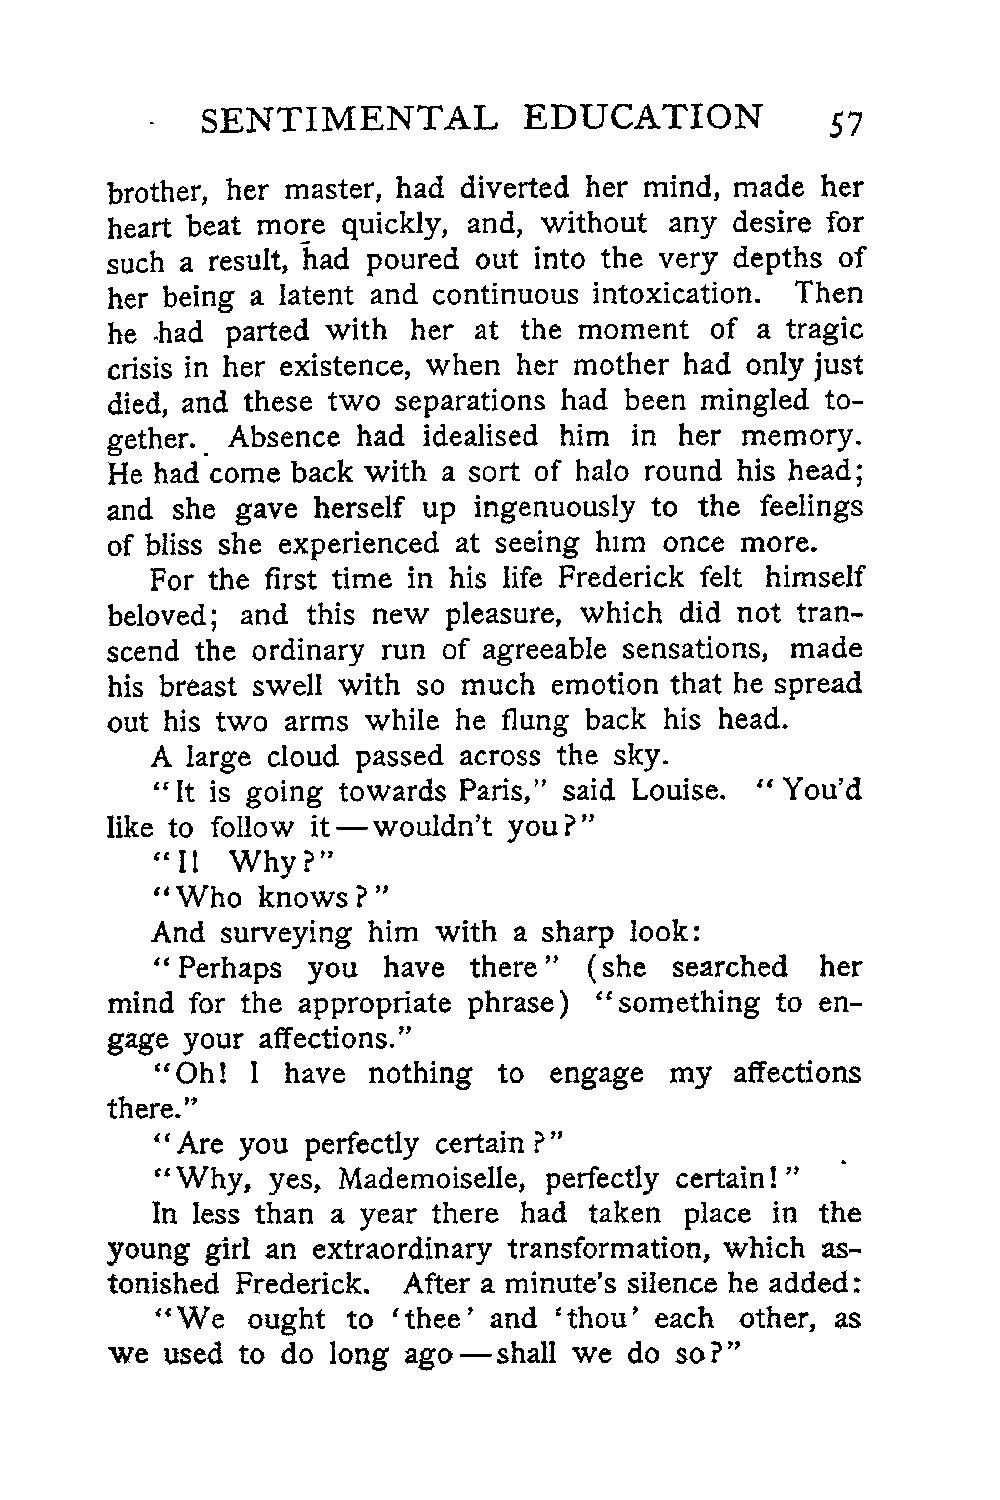 SENTIMENTAL EDUCATION 57
brother, her master, had diverted her mind, made her
heart beat more quickly, and, without any desire for
such a result, had poured out into the very depths of
her being a latent and continuous intoxication. Then
he had parted with her at the moment of a tragic
crisis in her existence, when her mother had only just
died, and these two separations had been mingled to-
gether. Absence had idealised him in her memory.
He had come back with a sort of halo round his head;
and she gave herself up ingenuously to the feelings
of bliss she experienced at seeing him once more.
For the first time in his life Frederick felt himself
beloved; and this new pleasure, which did not tran-
scend the ordinary run of agreeable sensations, made
his breast swell with so much emotion that he spread
out his two arms while he flung back his head.
A large cloud passed across the sky.
"It is going towards Paris," said Louise. "You'd
like to follow it—wouldn't you?"
"I! Why?"
"Who knows?"
And surveying him with a sharp look:
"Perhaps you have there" (she searched her
mind for the appropriate phrase) "something to en-
gage your affections."
"Oh! I have nothing to engage my affections
there."
"Are you perfectly certain?"
"Why, yes, Mademoiselle, perfectly certain!"
In less than a year there had taken place in the
young girl an extraordinary transformation, which as-
tonished Frederick. After a minute's silence he added:
"We ought to 'thee' and 'thou' each other, as
we used to do long ago—shall we do so?"